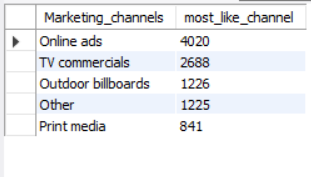 Marketing_channels most_like_channel
Online ads 4020
TV commercials 2688
Outdoor billboards 1226
Other 1225
Print media 841